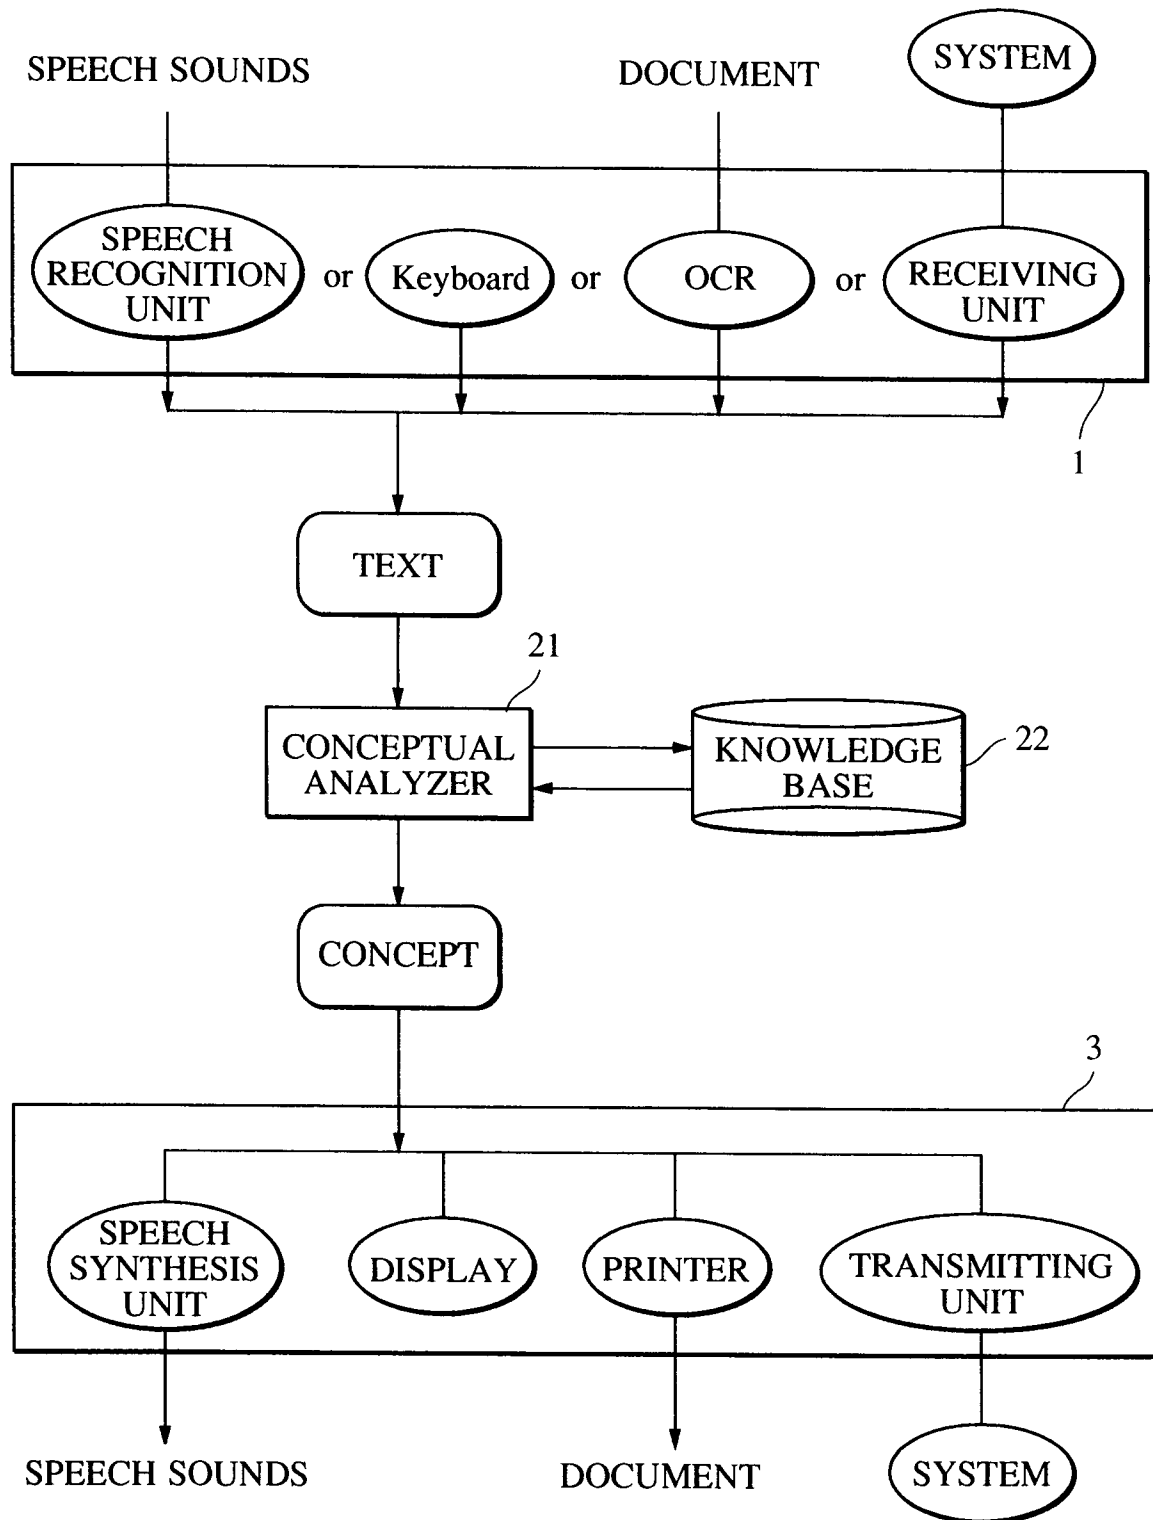 SPEECH SOUNDS
DOCUMENT
SYSTEM
SPEECH
RECOGNITION
UNIT
or
Keyboard
or
OCR
or
RECEIVING
UNIT
1
TEXT
21
CONCEPTUAL
ANALYZER
KNOWLEDGE
BASE
22
CONCEPT
3
SPEECH
SYNTHESIS
UNIT
DISPLAY
PRINTER
TRANSMITTING
UNIT
SPEECH SOUNDS
DOCUMENT
SYSTEM